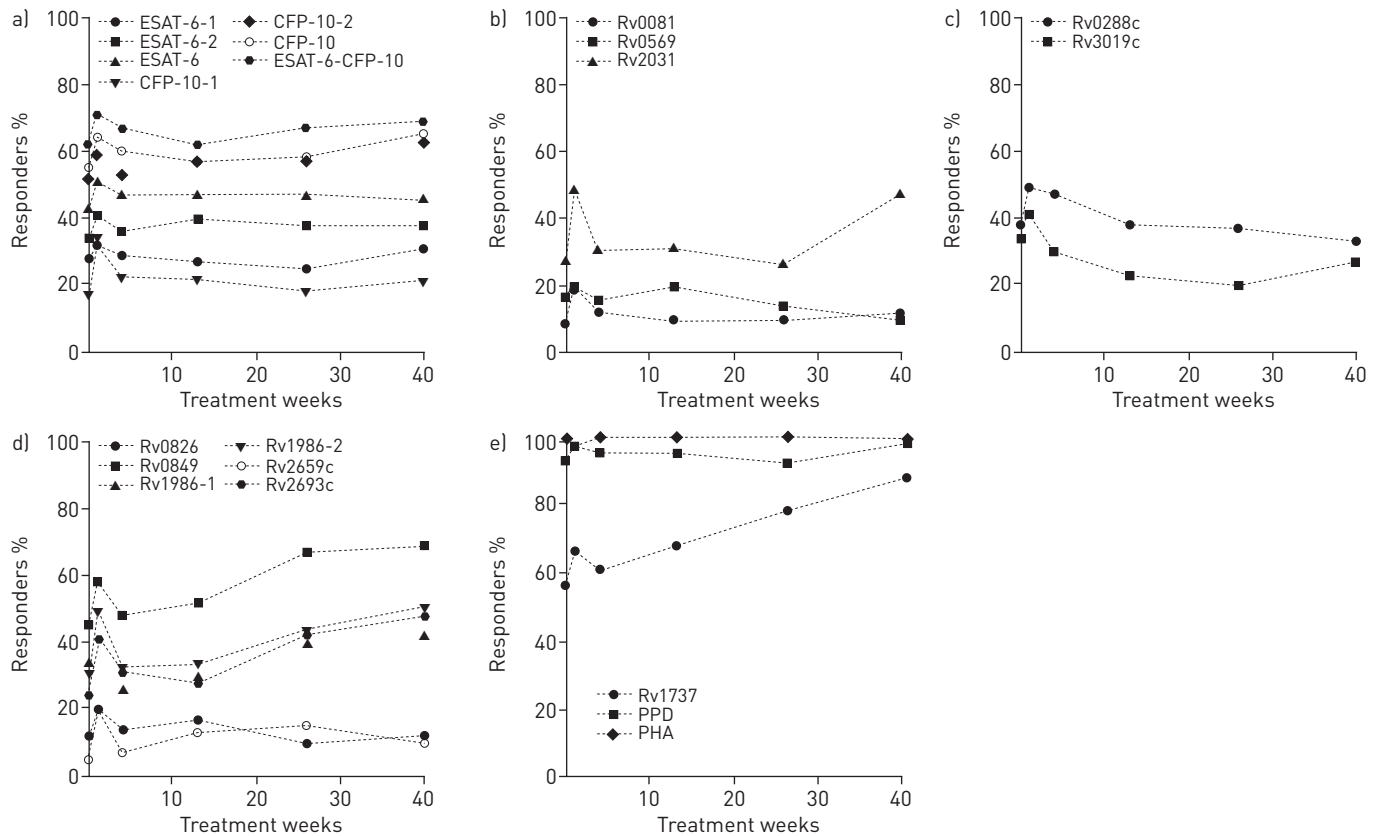 a)
ESAT-6-1
ESAT-6-2
ESAT-6
CFP-10-1
CFP-10-2
CFP-10
ESAT-6-CFP-10
100
80
60
40
20
0
Responders %
10 20 30 40
Treatment weeks
b)
Rv0081
Rv0569
Rv2031
100
80
60
40
20
0
Responders %
10 20 30 40
Treatment weeks
c)
Rv0288c
Rv3019c
100
80
60
40
20
0
Responders %
10 20 30 40
Treatment weeks
d)
Rv0826
Rv0849
Rv1986-1
Rv1986-2
Rv2659c
Rv2693c
100
80
60
40
20
0
Responders %
10 20 30 40
Treatment weeks
e)
100
80
60
40
20
0
Responders %
Rv1737
PPD
PHA
10 20 30 40
Treatment weeks